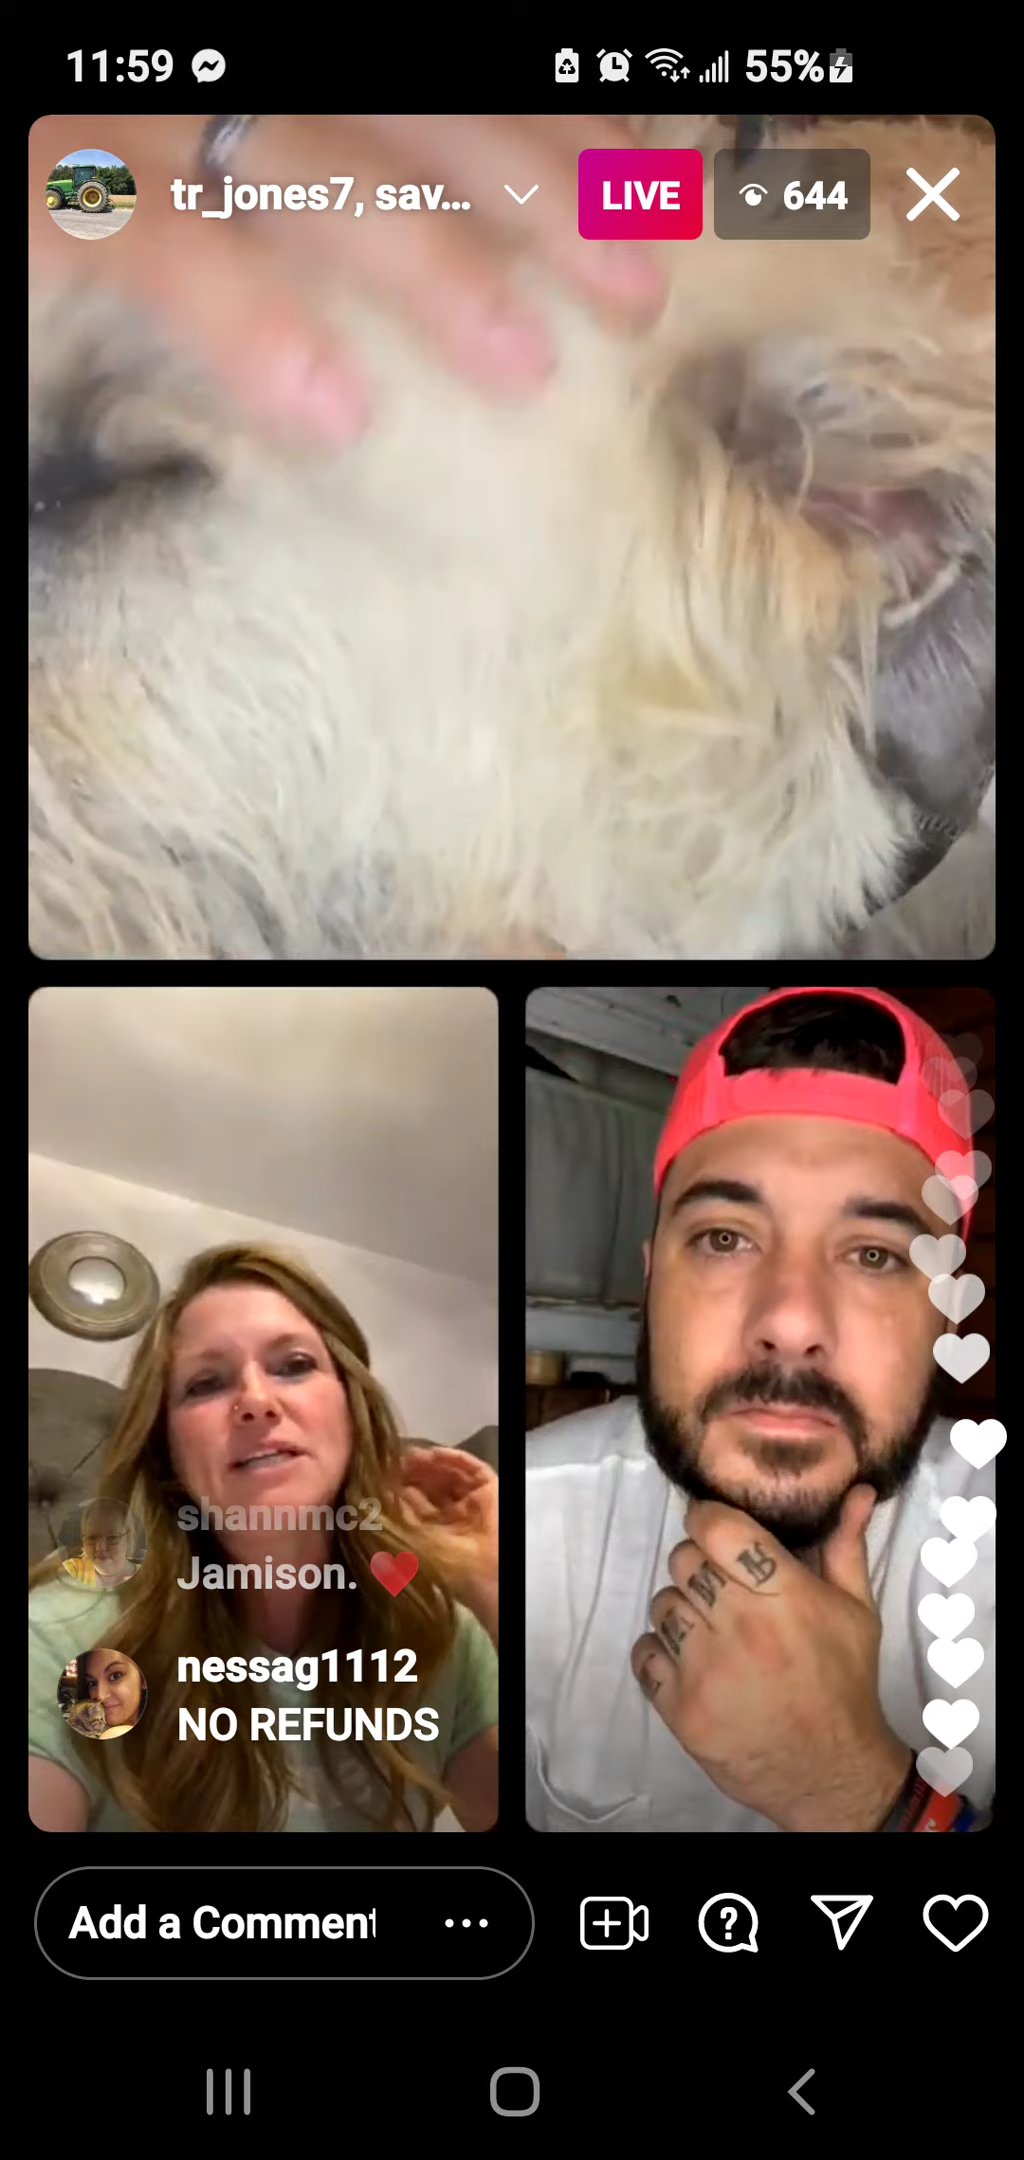 11:59
55%
tr_jones7, sav...
LIVE
644
shannmc2
Jamison. ❤️
nessag1112
NO REFUNDS
Add a Comment